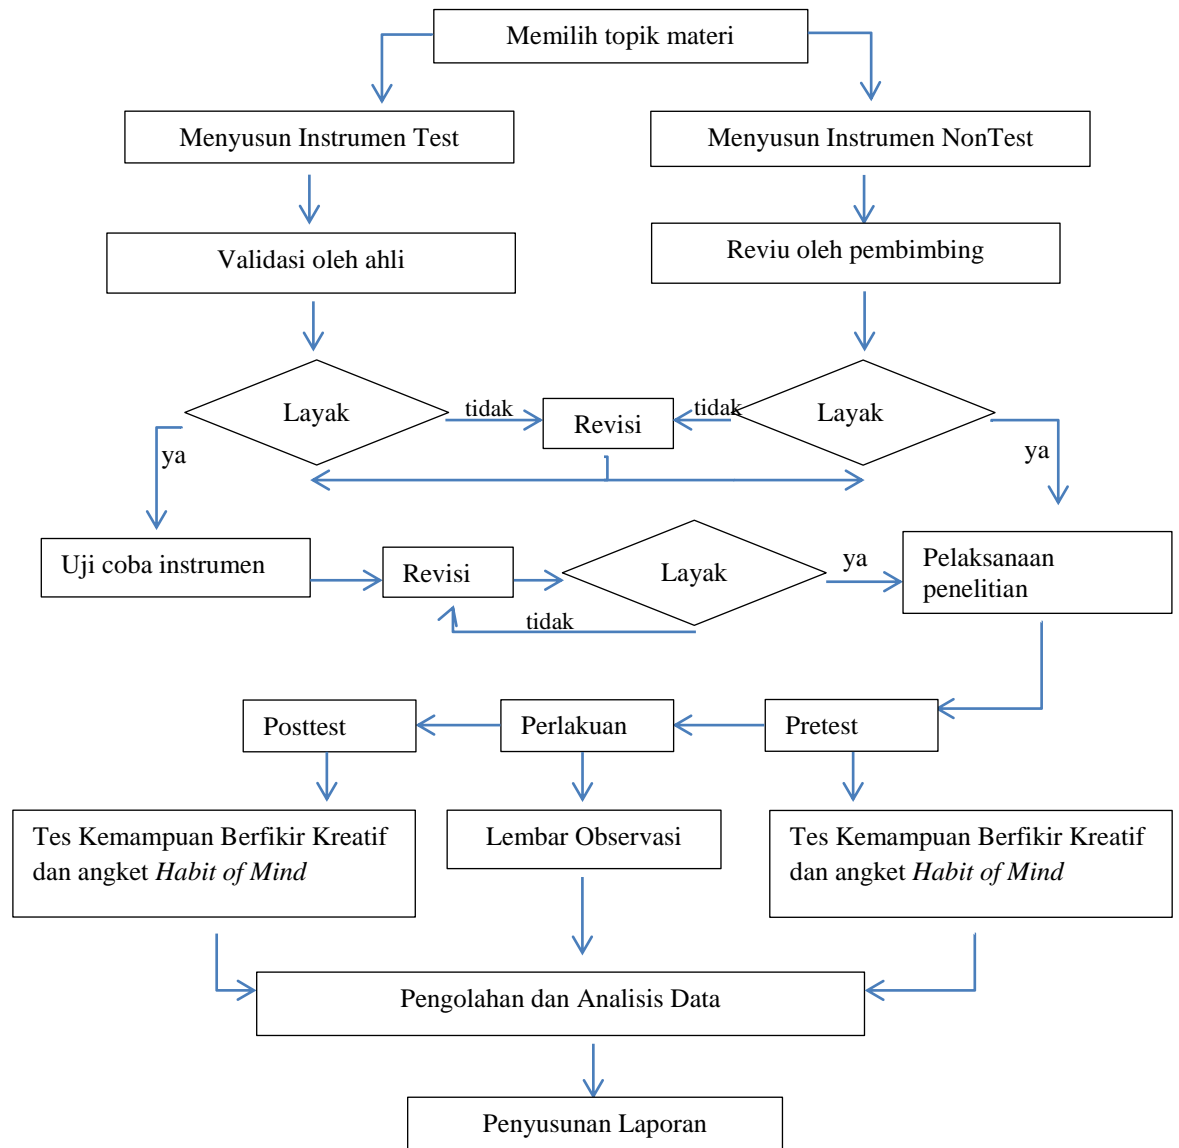 Memilih topik materi
Menyusun Instrumen Test
Menyusun Instrumen NonTest
Validasi oleh ahli
Reviu oleh pembimbing
Layak
tidak
Revisi
tidak
Layak
ya
ya
Uji coba instrumen
Revisi
Layak
ya
Pelaksanaan
penelitian
tidak
Posttest
Perlakuan
Pretest
Tes Kemampuan Berfikir Kreatif
dan angket Habit of Mind
Lembar Observasi
Tes Kemampuan Berfikir Kreatif
dan angket Habit of Mind
Pengolahan dan Analisis Data
Penyusunan Laporan